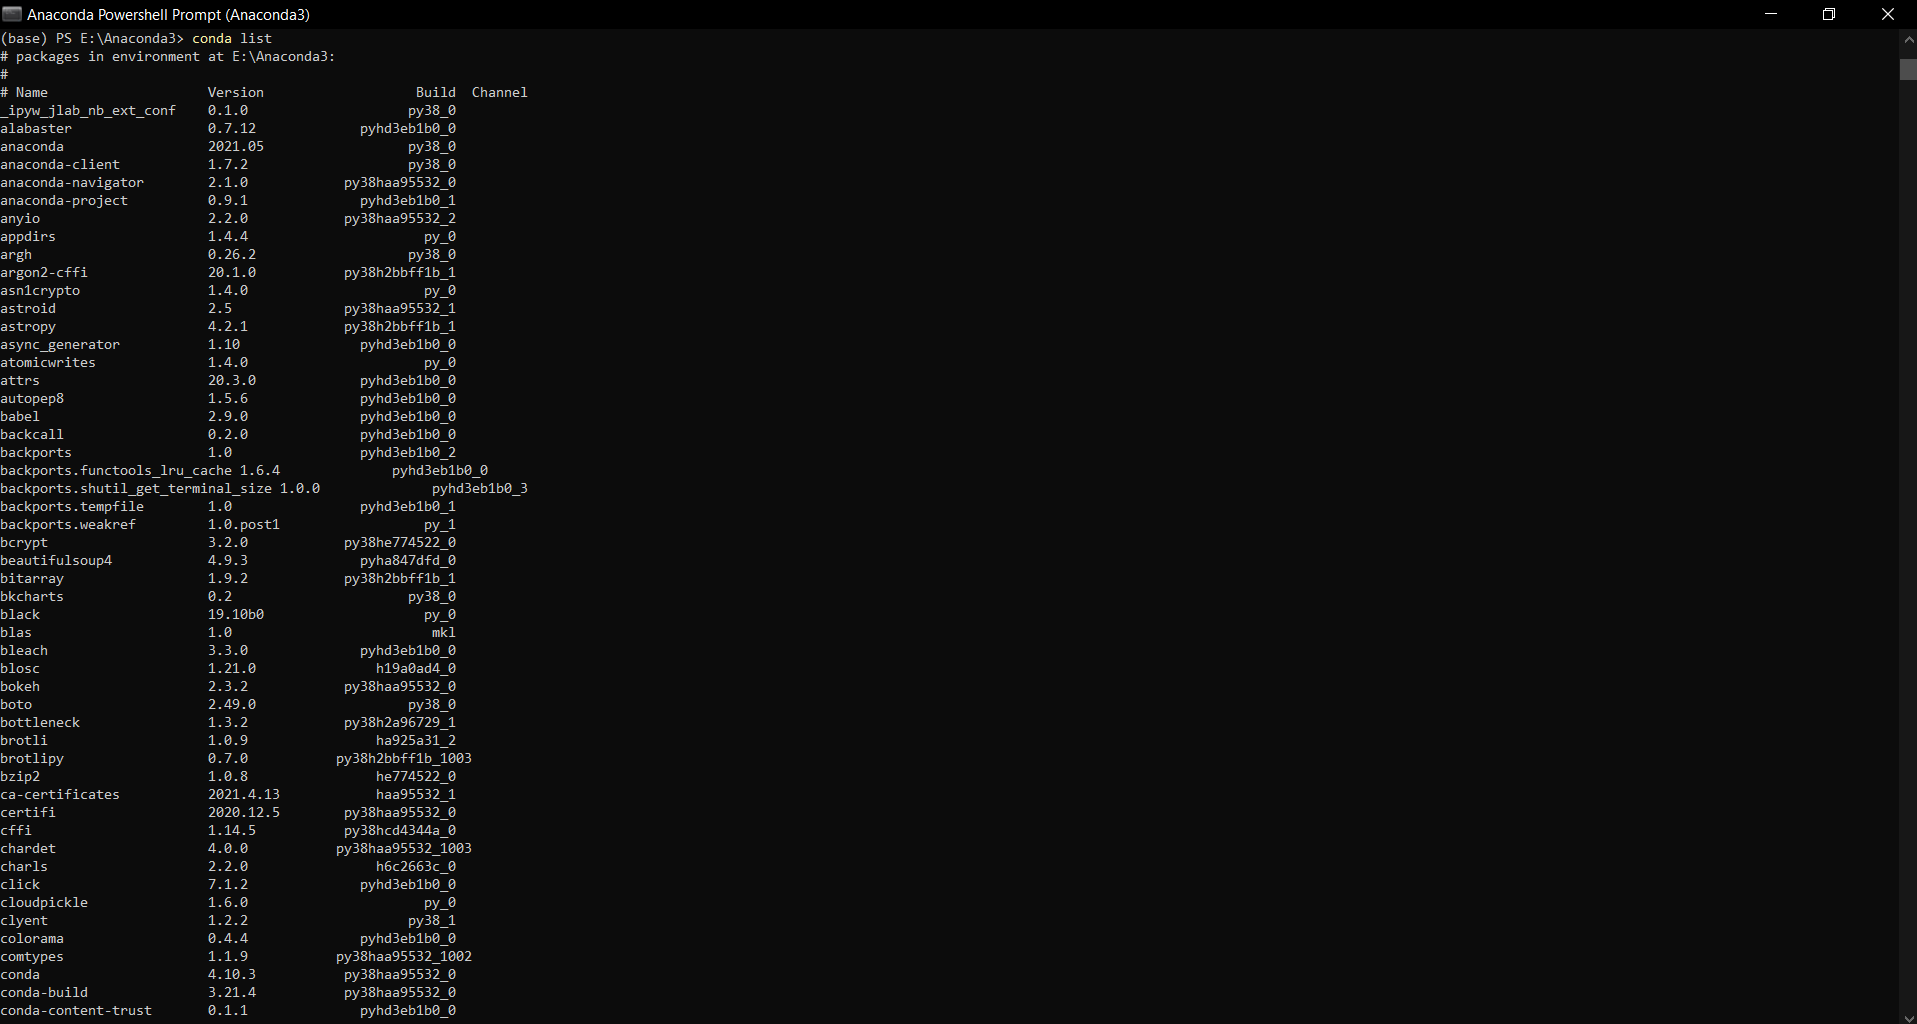 Anaconda Powershell Prompt (Anaconda3)
(base) PS E:\Anaconda3> conda list
# packages in environment at E:\Anaconda3:
#
# Name                    Version                   Build  Channel
_ipyw_jlab_nb_ext_conf    0.1.0                    py38_0
alabaster                 0.7.12             pyhd3eb1b0_0
anaconda                  2021.05                  py38_0
anaconda-client           1.7.2                    py38_0
anaconda-navigator        2.1.0            py38haa95532_0
anaconda-project          0.9.1              pyhd3eb1b0_1
anyio                     2.2.0            py38haa95532_2
appdirs                   1.4.4                      py_0
argh                      0.26.2                   py38_0
argon2-cffi               20.1.0           py38h2bbff1b_1
asn1crypto                1.4.0                      py_0
astroid                   2.5              py38haa95532_1
astropy                   4.2.1            py38h2bbff1b_1
async_generator           1.10               pyhd3eb1b0_0
atomicwrites              1.4.0                      py_0
attrs                     20.3.0             pyhd3eb1b0_0
autopep8                  1.5.6              pyhd3eb1b0_0
babel                     2.9.0              pyhd3eb1b0_0
backcall                  0.2.0              pyhd3eb1b0_0
backports                 1.0                pyhd3eb1b0_2
backports.functools_lru_cache 1.6.4              pyhd3eb1b0_0
backports.shutil_get_terminal_size 1.0.0              pyhd3eb1b0_3
backports.tempfile        1.0                pyhd3eb1b0_1
backports.weakref         1.0.post1                  py_1
bcrypt                    3.2.0            py38he774522_0
beautifulsoup4            4.9.3              pyha847dfd_0
bitarray                  1.9.2            py38h2bbff1b_1
bkcharts                  0.2                      py38_0
black                     19.10b0                    py_0
blas                      1.0                         mkl
bleach                    3.3.0              pyhd3eb1b0_0
blosc                     1.21.0               h19a0ad4_0
bokeh                     2.3.2            py38haa95532_0
boto                      2.49.0                   py38_0
bottleneck                1.3.2            py38h2a96729_1
brotli                    1.0.9                ha925a31_2
brotlipy                  0.7.0           py38h2bbff1b_1003
bzip2                     1.0.8                he774522_0
ca-certificates           2021.4.13            haa95532_1
certifi                   2020.12.5        py38haa95532_0
cffi                      1.14.5           py38hcd4344a_0
chardet                   4.0.0           py38haa95532_1003
charls                    2.2.0                h6c2663c_0
click                     7.1.2              pyhd3eb1b0_0
cloudpickle               1.6.0                      py_0
clyent                    1.2.2                    py38_1
colorama                  0.4.4              pyhd3eb1b0_0
comtypes                  1.1.9           py38haa95532_1002
conda                     4.10.3           py38haa95532_0
conda-build               3.21.4           py38haa95532_0
conda-content-trust       0.1.1              pyhd3eb1b0_0